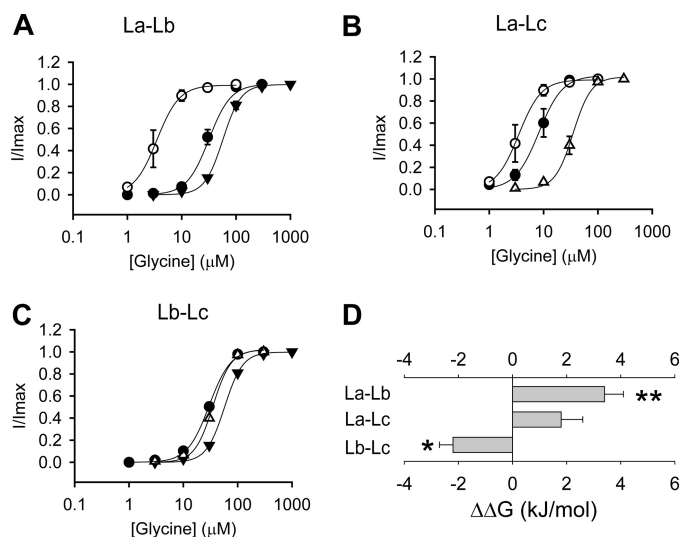 A
La-Lb
I/Imax
1.2
1.0
0.8
0.6
0.4
0.2
0.0
0.1 1 10 100 1000
[Glycine] (μM)
B
La-Lc
I/Imax
1.2
1.0
0.8
0.6
0.4
0.2
0.0
0.1 1 10 100 1000
[Glycine] (μM)
C
Lb-Lc
I/Imax
1.2
1.0
0.8
0.6
0.4
0.2
0.0
0.1 1 10 100 1000
[Glycine] (μM)
D
-4 -2 0 2 4
La-Lb **
La-Lc
Lb-Lc *
-4 -2 0 2 4
ΔΔG (kJ/mol)